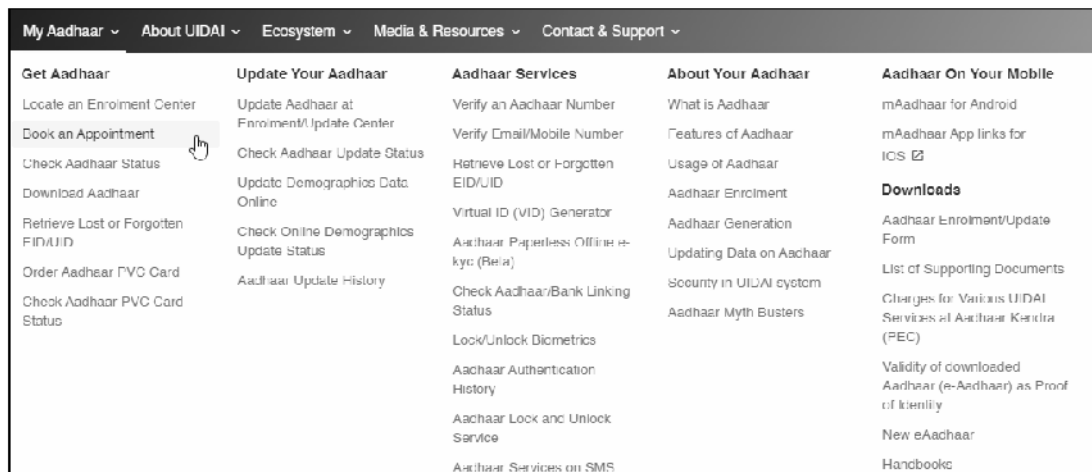 My Aadhaar About UIDAI Ecosystem Media & Resources Contact & Support
Get Aadhaar
Locate an Enrolment Center
Book an Appointment
Check Aadhaar Status
Download Aadhaar
Retrieve Lost or Forgotten
EID/UID
Order Aadhaar PVC Card
Check Aadhaar PVC Card
Status
Update Your Aadhaar
Update Aadhaar at
Enrolment/Update Center
Check Aadhaar Update Status
Update Demographics Data
Online
Check Online Demographics
Update Status
Aadhaar Update History
Aadhaar Services
Verify an Aadhaar Number
Verify Email/Mobile Number
Retrieve Lost or Forgotten
EID/UID
Virtual ID (VID) Generator
Aadhaar Paperless Offline e-
kyc (Beta)
Check Aadhaar/Bank Linking
Status
Lock/Unlock Biometrics
Aadhaar Authentication
History
Aadhaar Lock and Unlock
Service
Aadhaar Services on SMS
About Your Aadhaar
What is Aadhaar
Features of Aadhaar
Usage of Aadhaar
Aadhaar Enrolment
Aadhaar Generation
Updating Data on Aadhaar
Security in UIDAI system
Aadhaar Myth Busters
Aadhaar On Your Mobile
mAadhaar for Android
mAadhaar App links for
IOS
Downloads
Aadhaar Enrolment/Update
Form
List of Supporting Documents
Charges for Various UIDAI
Services at Aadhaar Kendra
(PEC)
Validity of downloaded
Aadhaar (e-Aadhaar) as Proof
of Identity
New eAadhaar
Handbooks